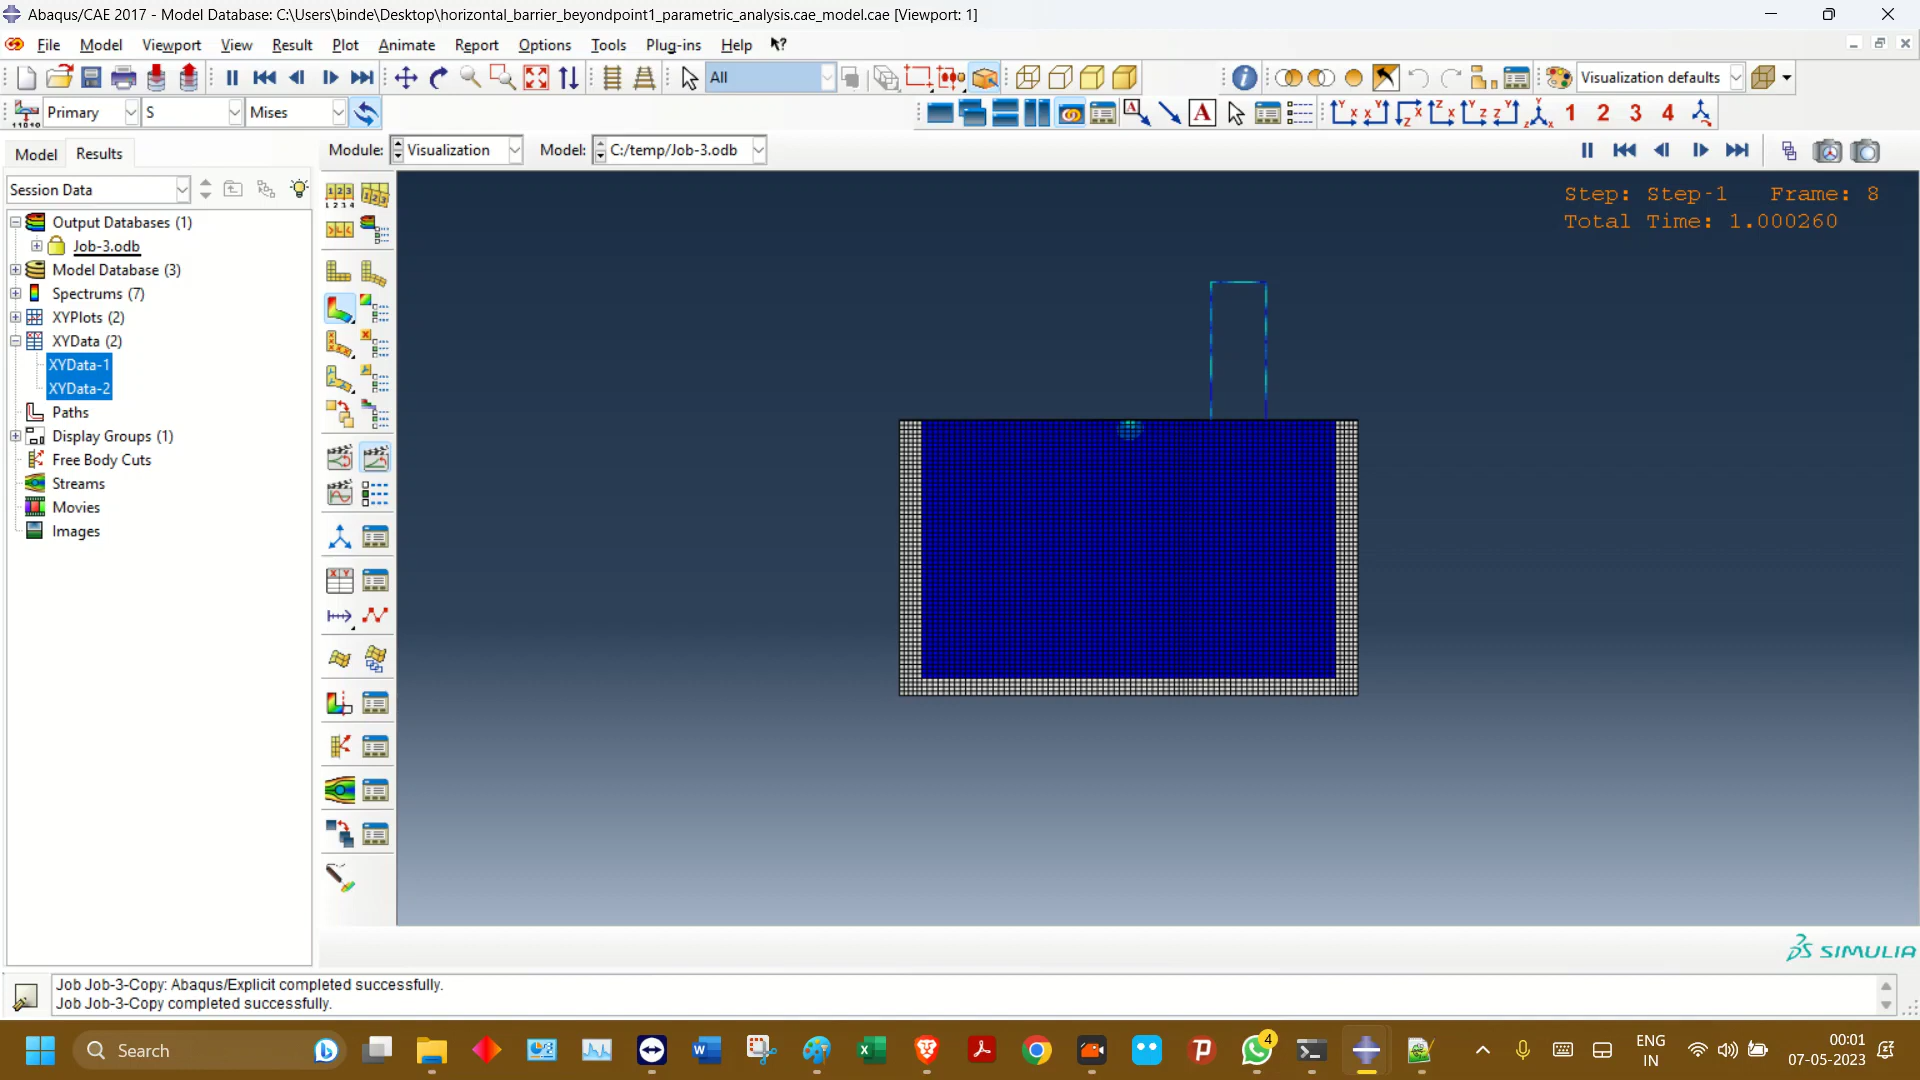 Abaqus/CAE 2017 - Model Database: C:\Users\binde\Desktop\horizontal_barrier_beyondpoint1_parametric_analysis.cae_model.cae [Viewport: 1]
File Model Viewport View Result Plot Animate Report Options Tools Plug-ins Help
All
Visualization defaults
Primary S Mises
1 2 3 4
Model Results
Module: Visualization Model: C:/temp/Job-3.odb
Session Data
Output Databases (1)
Job-3.odb
Model Database (3)
Spectrums (7)
XYPlots (2)
XYData (2)
XYData-1
XYData-2
Paths
Display Groups (1)
Free Body Cuts
Streams
Movies
Images
Step: Step-1 Frame: 8
Total Time: 1.000260
SIMULIA
Job Job-3-Copy: Abaqus/Explicit completed successfully.
Job Job-3-Copy completed successfully.
Search
4
ENG
IN
00:01
07-05-2023